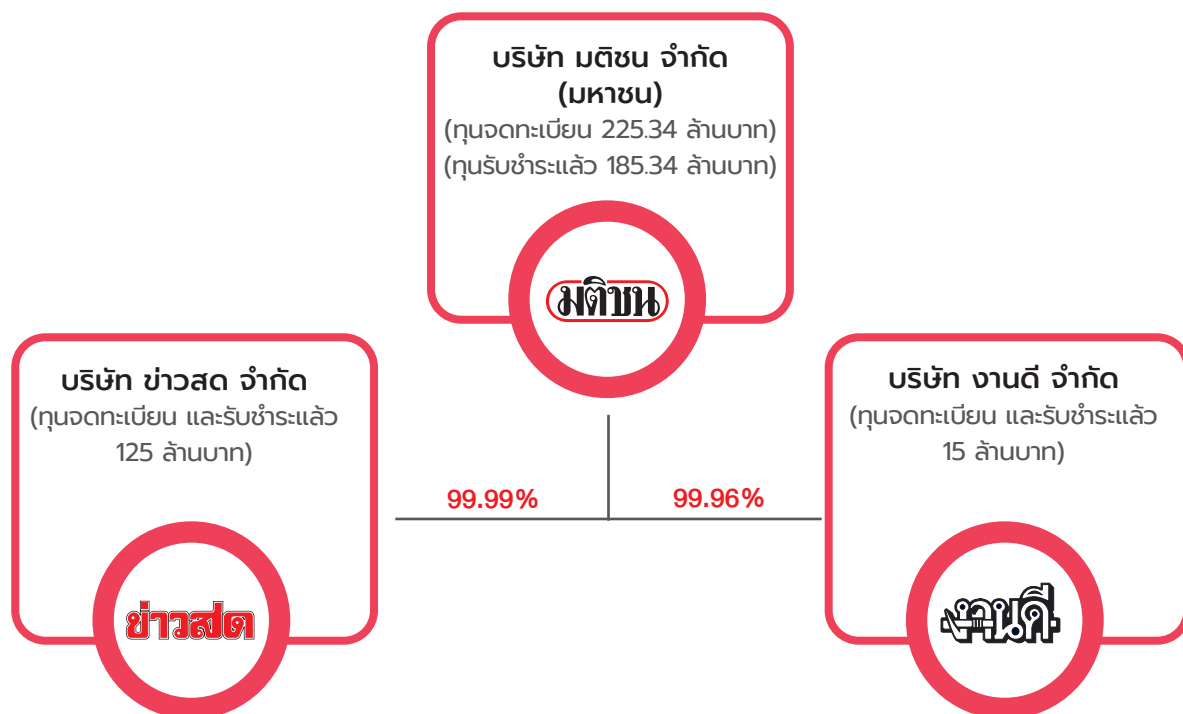 บริษัท มติชน จำกัด
(มหาชน)
(ทุนจดทะเบียน 225.34 ล้านบาท)
(ทุนรับชำระแล้ว 185.34 ล้านบาท)
มติชน
บริษัท ข่าวสด จำกัด
(ทุนจดทะเบียน และรับชำระแล้ว
125 ล้านบาท)
ข่าวสด
99.99%
99.96%
บริษัท งานดี จำกัด
(ทุนจดทะเบียน และรับชำระแล้ว
15 ล้านบาท)
งานดี